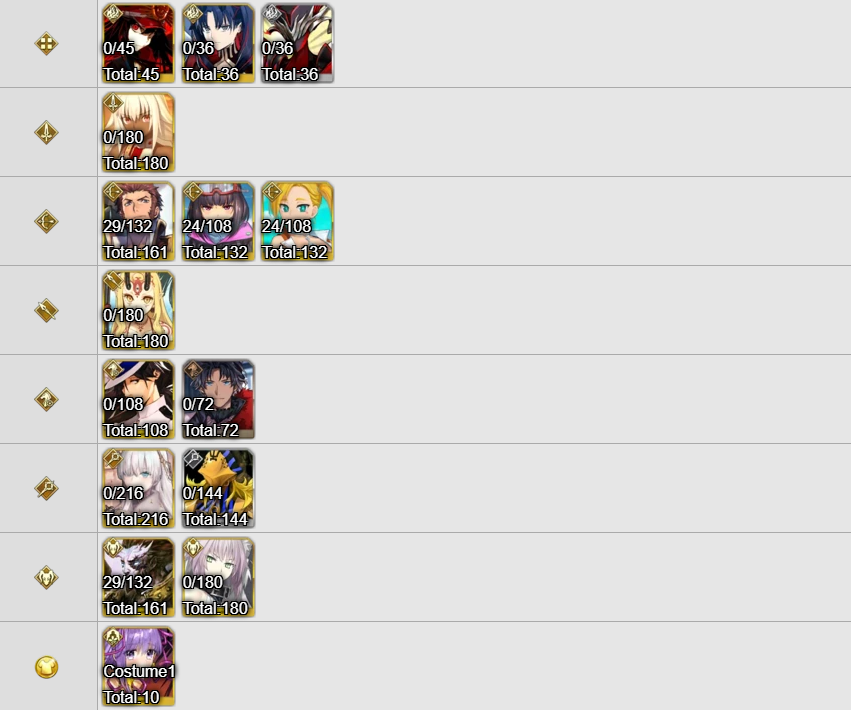 0/45
Total:45
0/36
Total:36
0/36
Total:36
0/180
Total:180
29/132
Total:161
24/108
Total:132
24/108
Total:132
0/180
Total:180
0/108
Total:108
0/72
Total:72
0/216
Total:216
0/144
Total:144
29/132
Total:161
0/180
Total:180
Costume1
Total:10